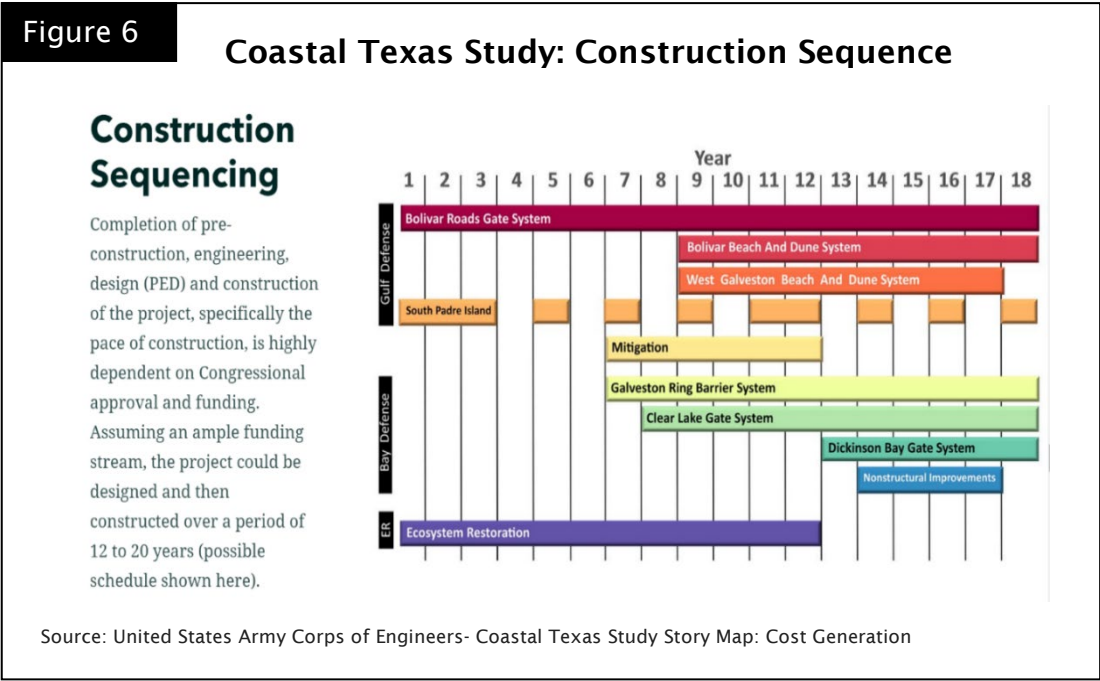 Figure 6
Coastal Texas Study: Construction Sequence
Construction
Sequencing
Completion of pre-
construction, engineering,
design (PED) and construction
of the project, specifically the
pace of construction, is highly
dependent on Congressional
approval and funding.
Assuming an ample funding
stream, the project could be
designed and then
constructed over a period of
12 to 20 years (possible
schedule shown here).
Year
1 2 3 4 5 6 7 8 9 10 11 12 13 14 15 16 17 18
Gulf Defense
Bolivar Roads Gate System
Bolivar Beach And Dune System
West Galveston Beach And Dune System
South Padre Island
Mitigation
Bay Defense
Galveston Ring Barrier System
Clear Lake Gate System
Dickinson Bay Gate System
Nonstructural Improvements
ER
Ecosystem Restoration
Source: United States Army Corps of Engineers- Coastal Texas Study Story Map: Cost Generation